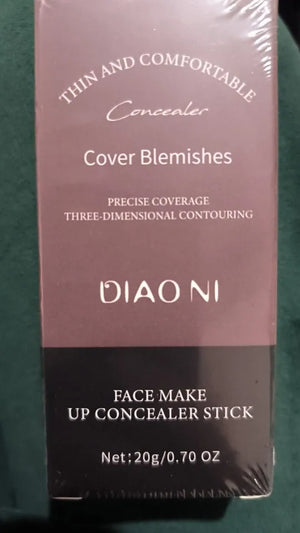 THIN AND COMFORTABLE
Concealer
Cover Blemishes
PRECISE COVERAGE
THREE-DIMENSIONAL CONTOURING
DIAO NI
FACE MAKE
UP CONCEALER STICK
Net:20g/0.70 OZ